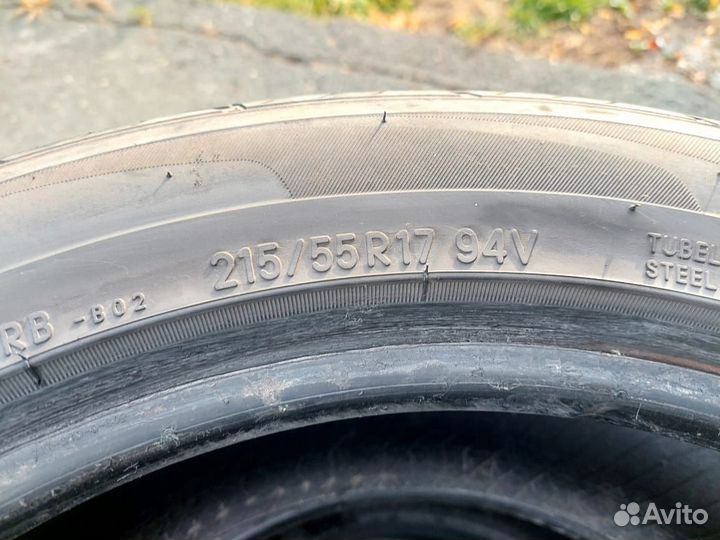 RB -B02
215/55R17 94V
TUBEL
STEEL
Avito